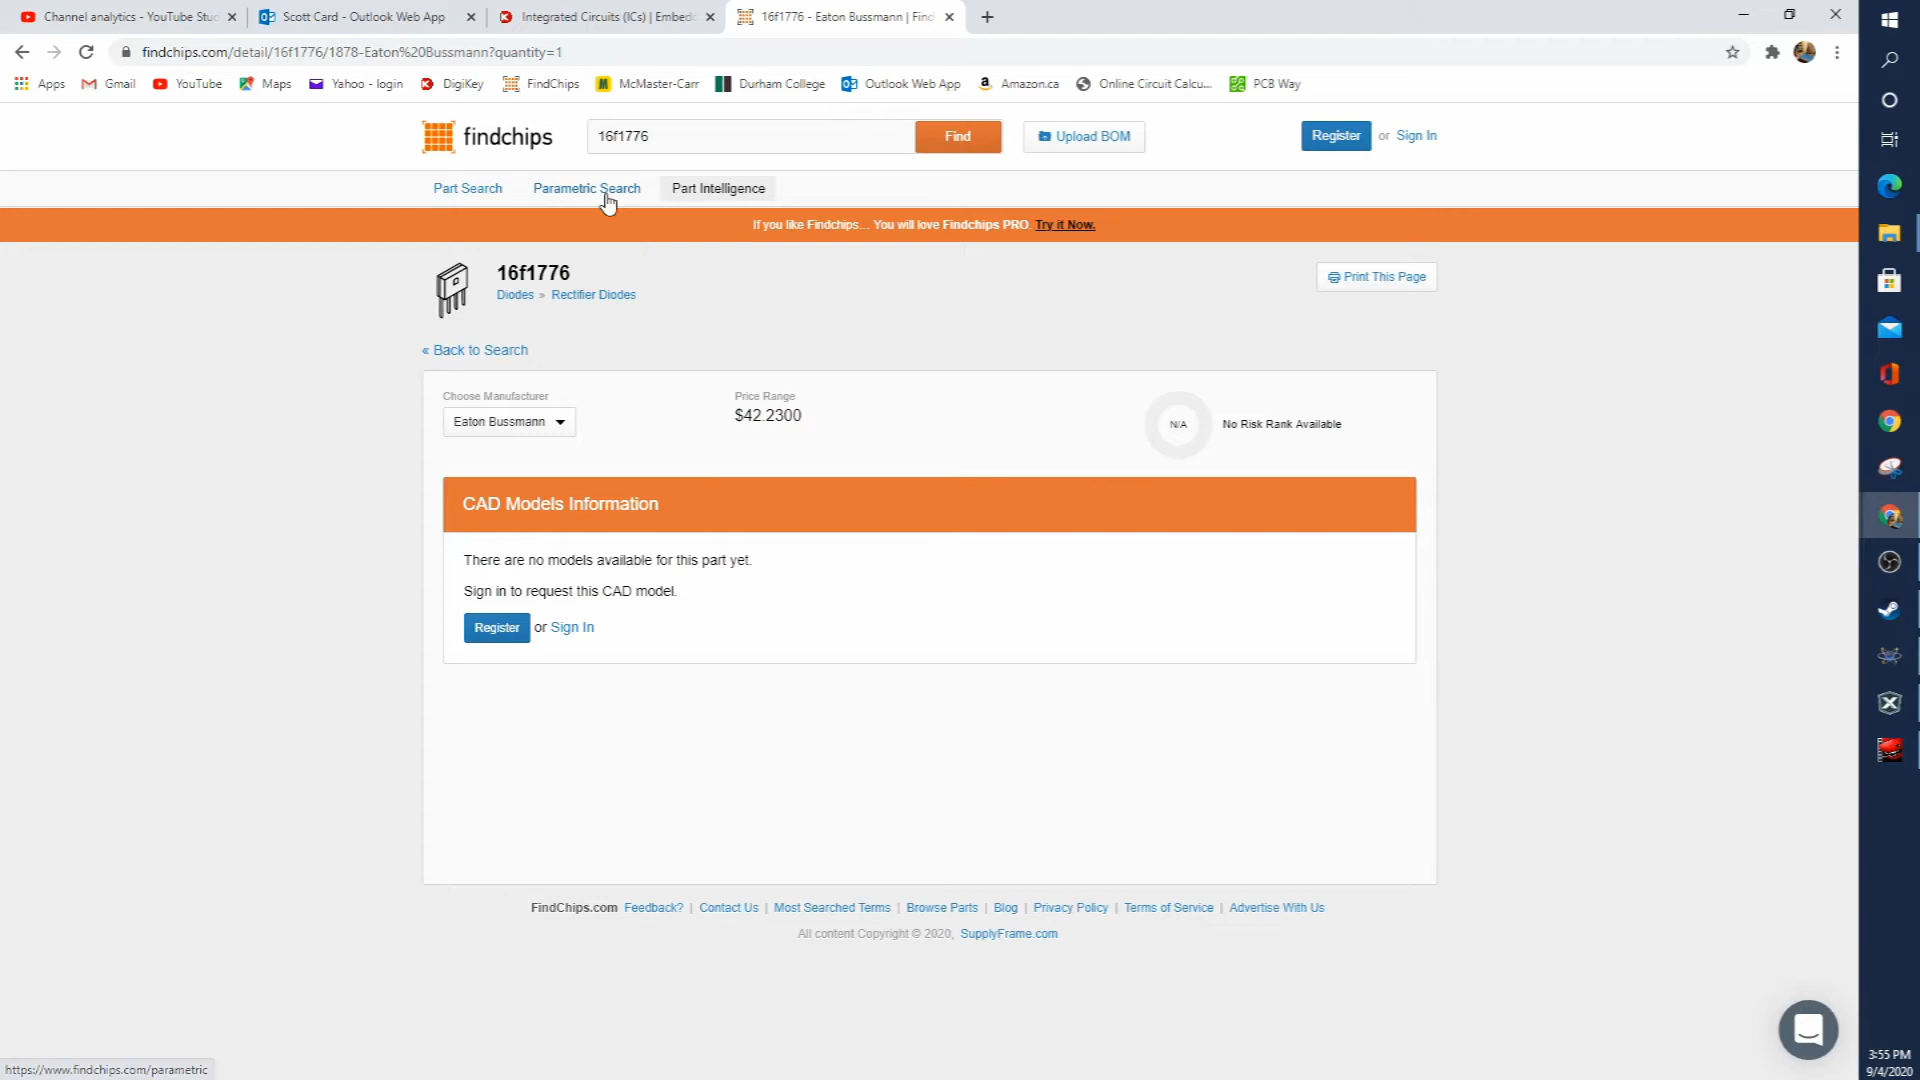 Channel analytics - YouTube Stu
Scott Card - Outlook Web App
Integrated Circuits (ICs) | Embed
16f1776 - Eaton Bussmann | Find
findchips.com/detail/16f1776/1878-Eaton%20Bussmann?quantity=1
Apps
Gmail
YouTube
Maps
Yahoo - login
DigiKey
FindChips
McMaster-Carr
Durham College
Outlook Web App
Amazon.ca
Online Circuit Calcu...
PCB Way
findchips
16f1776
Find
Upload BOM
Register or Sign In
Part Search
Parametric Search
Part Intelligence
If you like Findchips... You will love Findchips PRO. Try it Now.
16f1776
Diodes » Rectifier Diodes
Print This Page
« Back to Search
Choose Manufacturer
Eaton Bussmann
Price Range
$42.2300
N/A
No Risk Rank Available
CAD Models Information
There are no models available for this part yet.
Sign in to request this CAD model.
Register or Sign In
FindChips.com Feedback? | Contact Us | Most Searched Terms | Browse Parts | Blog | Privacy Policy | Terms of Service | Advertise With Us
All content Copyright © 2020, SupplyFrame.com
https://www.findchips.com/parametric
3:55 PM
9/4/2020